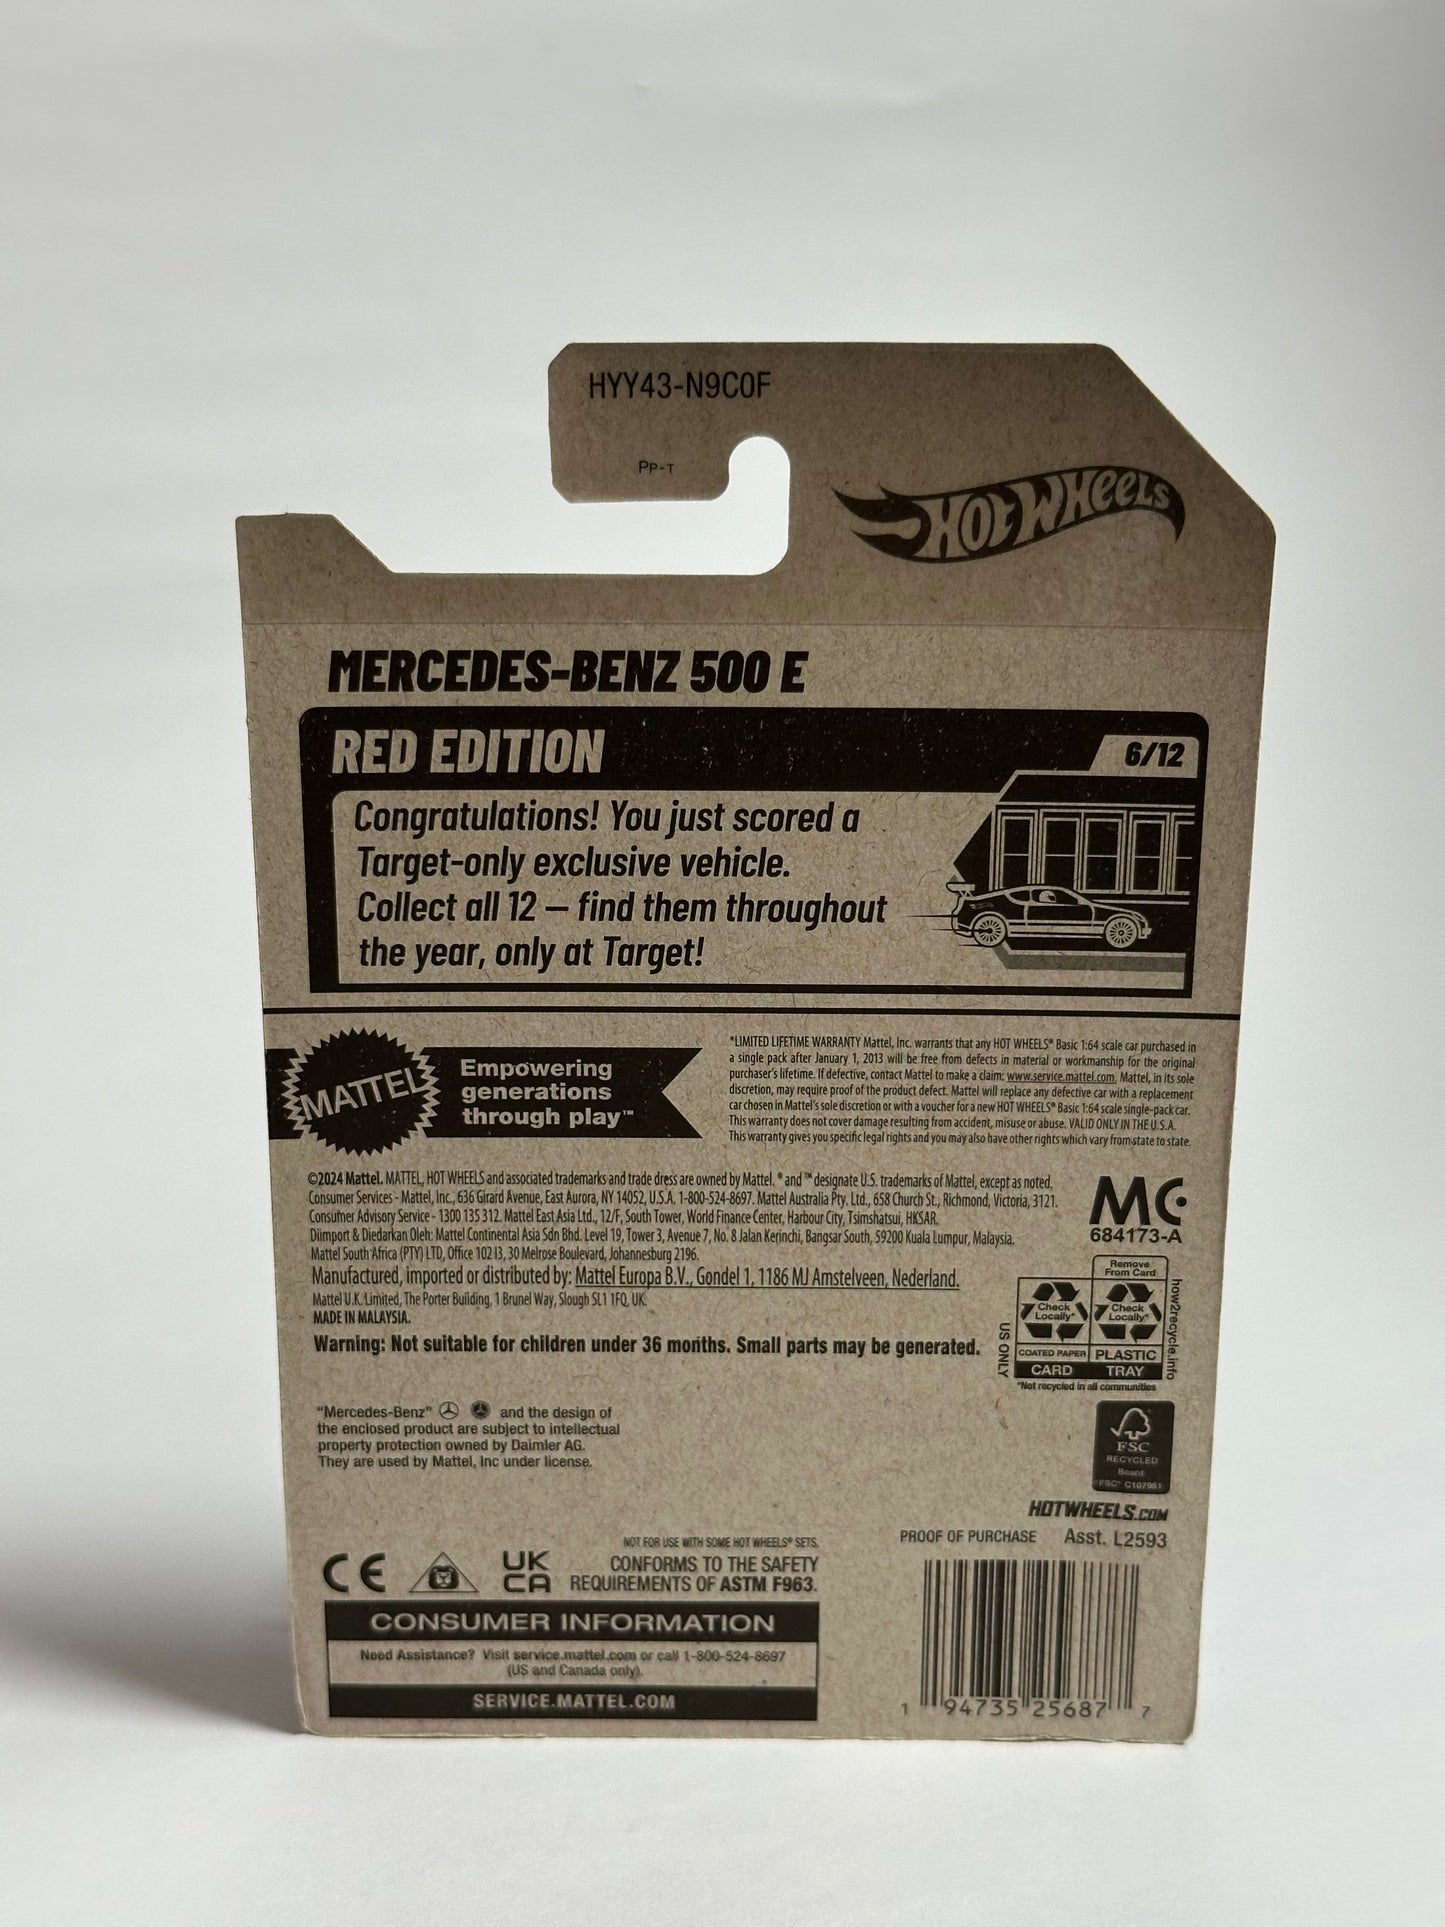 HYY43-N9C0F
PP-T
HOT WHEELS
MERCEDES-BENZ 500 E
RED EDITION
6/12
Congratulations! You just scored a
Target-only exclusive vehicle.
Collect all 12 – find them throughout
the year, only at Target!
MATTEL
Empowering
generations
through play™
*LIMITED LIFETIME WARRANTY Mattel, Inc. warrants that any HOT WHEELS® Basic 1:64 scale car purchased in
a single pack after January 1, 2013 will be free from defects in material or workmanship for the original
purchaser's lifetime. If defective, contact Mattel to make a claim: www.service.mattel.com. Mattel, in its sole
discretion, may require proof of the product defect. Mattel will replace any defective car with a replacement
car chosen in Mattel's sole discretion or with a voucher for a new HOT WHEELS® Basic 1:64 scale single-pack car.
This warranty does not cover damage resulting from accident, misuse or abuse. VALID ONLY IN THE U.S.A.
This warranty gives you specific legal rights and you may also have other rights which vary from state to state.
©2024 Mattel. MATTEL, HOT WHEELS and associated trademarks and trade dress are owned by Mattel. ® and ™ designate U.S. trademarks of Mattel, except as noted.
Consumer Services - Mattel, Inc., 636 Girard Avenue, East Aurora, NY 14052, U.S.A. 1-800-524-8697. Mattel Australia Pty. Ltd., 658 Church St., Richmond, Victoria, 3121.
Consumer Advisory Service - 1300 135 312. Mattel East Asia Ltd., 12/F, South Tower, World Finance Center, Harbour City, Tsimshatsui, HKSAR.
Diimport & Diedarkan Oleh: Mattel Continental Asia Sdn Bhd. Level 19, Tower 3, Avenue 7, No. 8 Jalan Kerinchi, Bangsar South, 59200 Kuala Lumpur, Malaysia.
Mattel South Africa (PTY) LTD, Office 102 I3, 30 Melrose Boulevard, Johannesburg 2196.
Manufactured, imported or distributed by: Mattel Europa B.V., Gondel 1, 1186 MJ Amstelveen, Nederland.
Mattel U.K. Limited, The Porter Building, 1 Brunel Way, Slough SL1 1FQ, UK.
MADE IN MALAYSIA.
Warning: Not suitable for children under 36 months. Small parts may be generated.
MC
684173-A
Remove
From Card
Check
Locally*
Check
Locally*
COATED PAPER
PLASTIC
CARD
TRAY
US ONLY
how2recycle.info
*Not recycled in all communities
"Mercedes-Benz" and the design of
the enclosed product are subject to intellectual
property protection owned by Daimler AG.
They are used by Mattel, Inc under license.
FSC
RECYCLED
Board
FSC® C107961
HOTWHEELS.COM
PROOF OF PURCHASE Asst. L2593
NOT FOR USE WITH SOME HOT WHEELS® SETS.
CONFORMS TO THE SAFETY
REQUIREMENTS OF ASTM F963.
CE
UK
CA
CONSUMER INFORMATION
Need Assistance? Visit service.mattel.com or call 1-800-524-8697
(US and Canada only).
SERVICE.MATTEL.COM
1 94735 25687 7